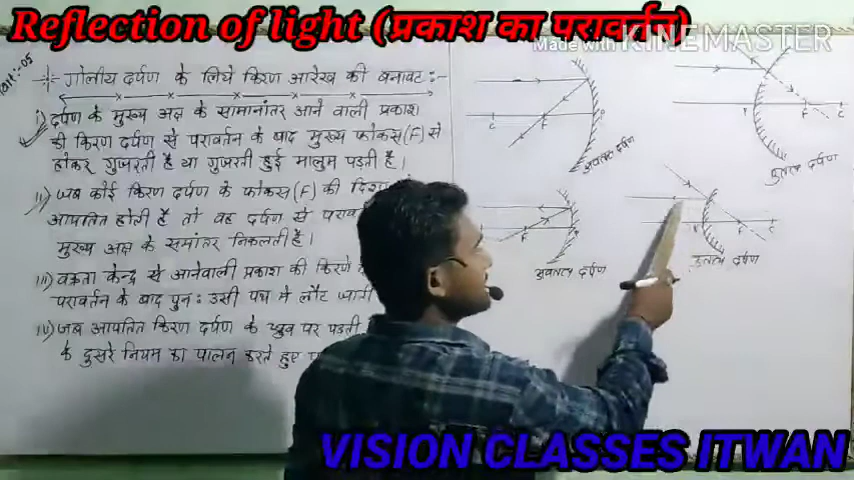 Reflection of light (प्रकाश का परावर्तन)
Made with KINEMASTER
Part:-05
गोलीय दर्पण के लिये किरण आरेख की बनावट :-
i) दर्पण के मुख्य अक्ष के सामानांतर आने वाली प्रकाश
की किरण दर्पण से परावर्तन के बाद मुख्य फोकस (F) से
होकर गुजरती है या गुजरती हुई मालुम पड़ती है।
ii) जब कोई किरण दर्पण के फोकस (F) की दिशा
आपतित होती है तो वह दर्पण से
मुख्य अक्ष के समांतर निकलती है।
iii) वक्रता केन्द्र से आनेवाली प्रकाश की किरणे
परावर्तन के बाद पुन: उसी पथ मे लौट जाती
iv) जब आपतित किरण दर्पण के ध्रुव पर पड़ती
के दुसरे नियम का पालन करते हुए
C F P
अवतल दर्पण
P F C
उत्तल दर्पण
F P
अवतल दर्पण
P F C
उत्तल दर्पण
VISION CLASSES ITWAN